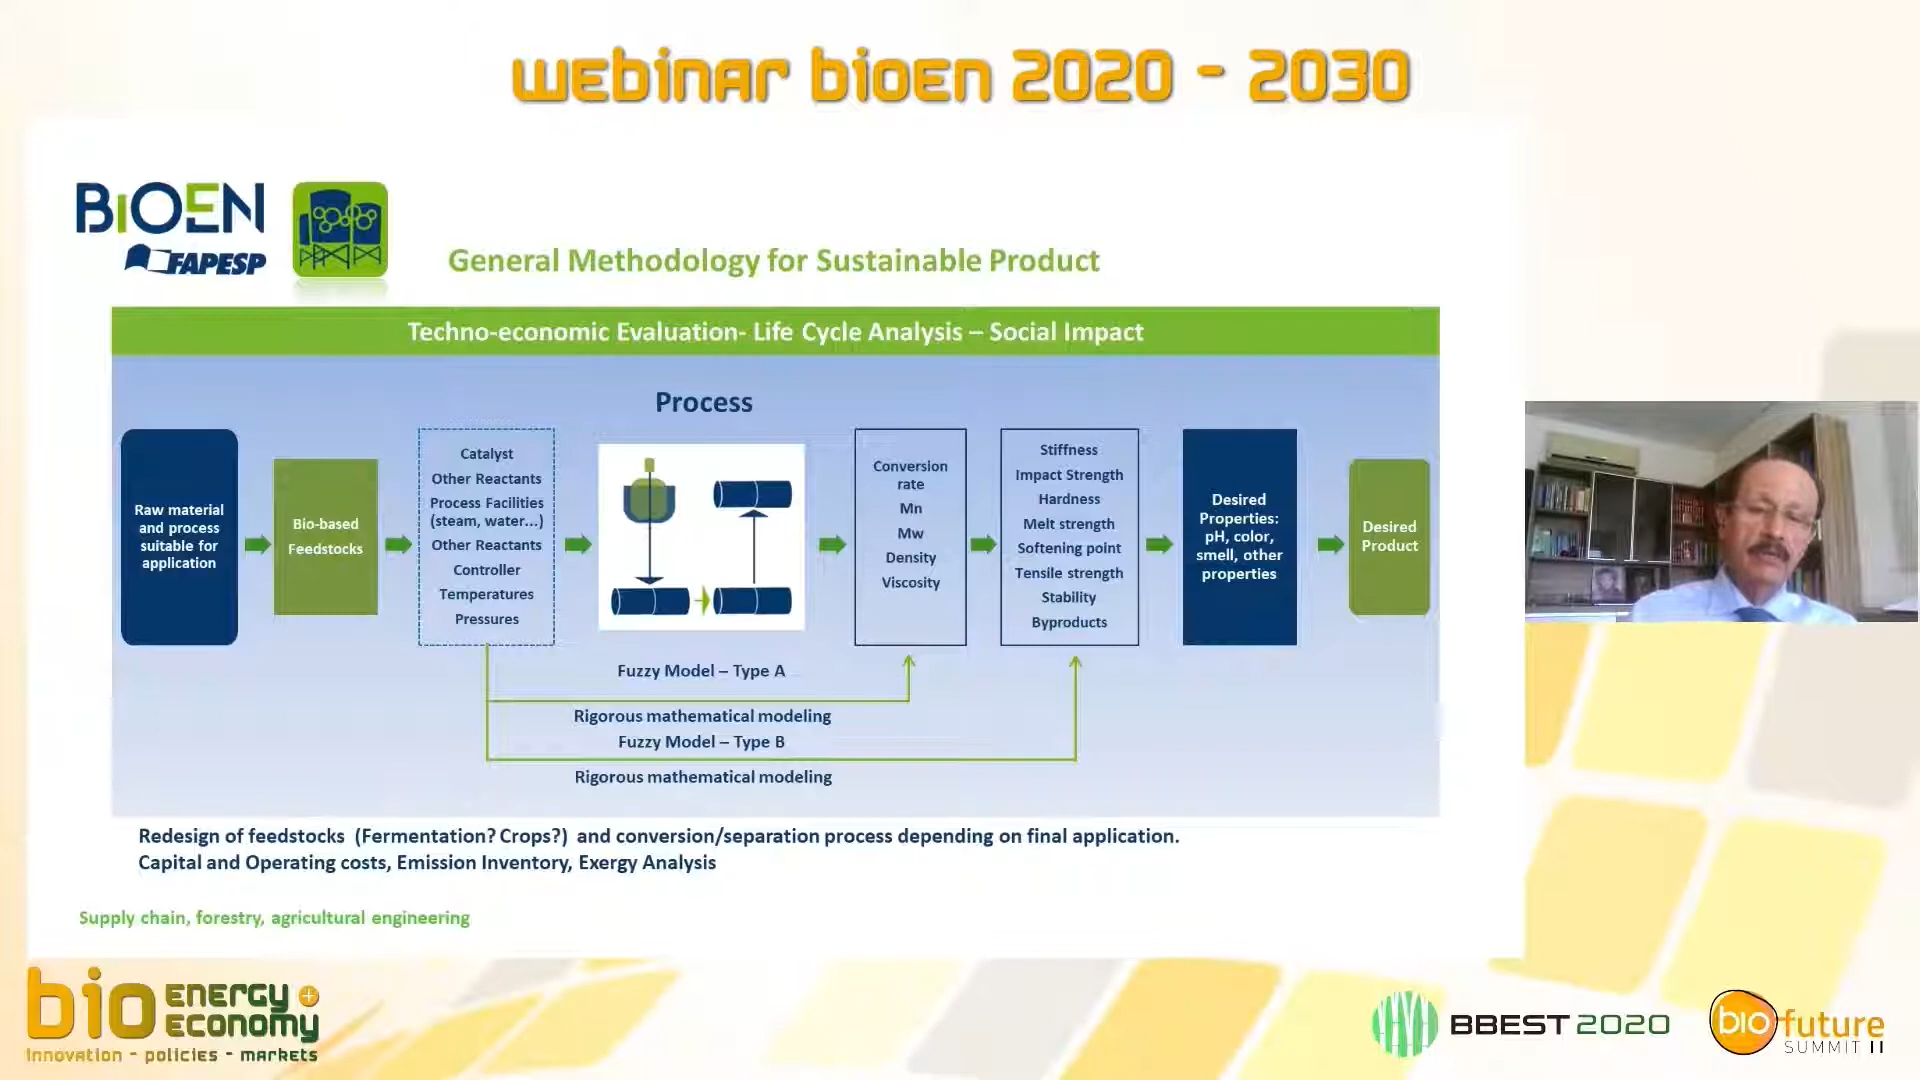 webinar bioen 2020 - 2030
BIOEN
FAPESP
General Methodology for Sustainable Product
Techno-economic Evaluation- Life Cycle Analysis – Social Impact
Process
Raw material
and process
suitable for
application
Bio-based
Feedstocks
Catalyst
Other Reactants
Process Facilities
(steam, water...)
Other Reactants
Controller
Temperatures
Pressures
Conversion
rate
Mn
Mw
Density
Viscosity
Stiffness
Impact Strength
Hardness
Melt strength
Softening point
Tensile strength
Stability
Byproducts
Desired
Properties:
pH, color,
smell, other
properties
Desired
Product
Fuzzy Model – Type A
Rigorous mathematical modeling
Fuzzy Model – Type B
Rigorous mathematical modeling
Redesign of feedstocks (Fermentation? Crops?) and conversion/separation process depending on final application.
Capital and Operating costs, Emission Inventory, Exergy Analysis
Supply chain, forestry, agricultural engineering
bio ENERGY +
ECONOMY
Innovation - policies - markets
BBEST 2020
bio future
SUMMIT II